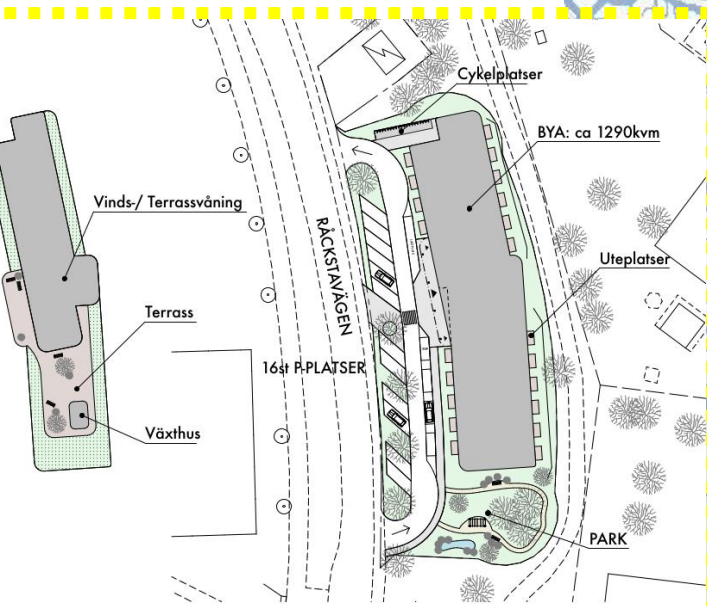 Cykelplatser
BYA: ca 1290kvm
Vinds-/ Terrassvåning
RÅCKSTAVÄGEN
Uteplatser
Terrass
16st P-PLATSER
Växthus
PARK